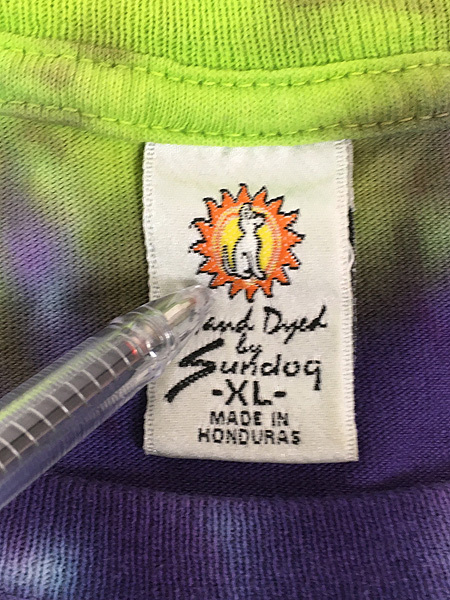 and Dyed
by
Sundog
-XL-
MADE IN
HONDURAS